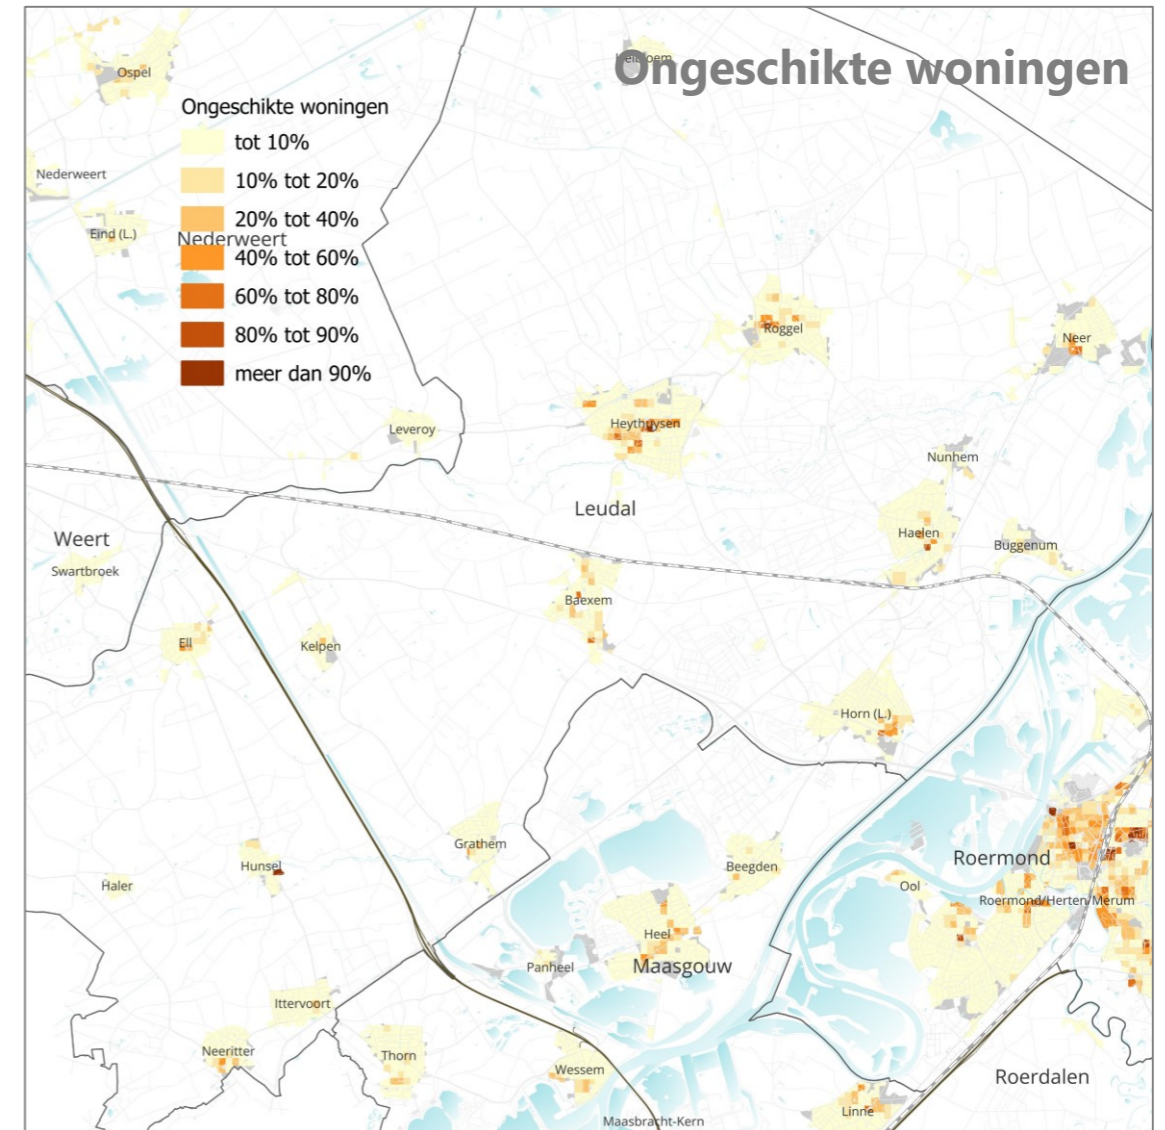 Ongeschikte woningen
Ospel
Ongeschikte woningen
tot 10%
10% tot 20%
20% tot 40%
40% tot 60%
60% tot 80%
80% tot 90%
meer dan 90%
Nederweert
Eind (L.)
Nederweert
Roggel
Neer
Leveroy
Heythuysen
Nunhem
Leudal
Haelen
Buggenum
Weert
Swartbroek
Baexem
Ell
Kelpen
Horn (L.)
Grathem
Hunsel
Haler
Beegden
Roermond
Ool
Roermond/Herten/Merum
Heel
Panheel
Maasgouw
Ittervoort
Neeritter
Thorn
Wessem
Roerdalen
Linne
Maasbracht-Kern